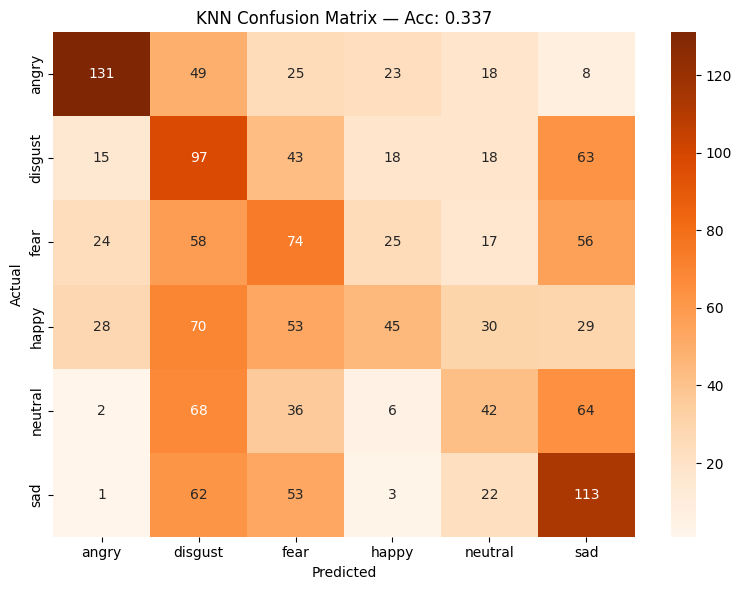 KNN Confusion Matrix — Acc: 0.337
angry 131 49 25 23 18 8
disgust 15 97 43 18 18 63
fear 24 58 74 25 17 56
happy 28 70 53 45 30 29
neutral 2 68 36 6 42 64
sad 1 62 53 3 22 113
angry disgust fear happy neutral sad
Actual
Predicted
120
100
80
60
40
20